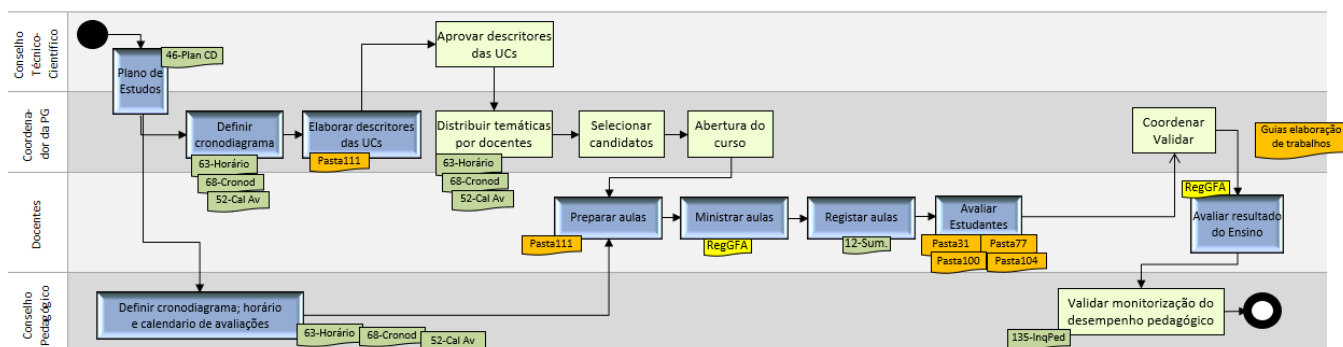 Conselho
Técnico-
Científico
Plano de
Estudos
46-Plan CD
Aprovar descritores
das UCs
Coordena-
dor da PG
Definir
cronodiagrama
63-Horário
68-Cronod
52-Cal Av
Elaborar descritores
das UCs
Pasta111
Distribuir temáticas
por docentes
63-Horário
68-Cronod
52-Cal Av
Selecionar
candidatos
Abertura do
curso
Coordenar
Validar
Guias elaboração
de trabalhos
Docentes
Preparar aulas
Pasta111
Ministrar aulas
RegGFA
Registar aulas
12-Sum.
Avaliar
Estudantes
Pasta31
Pasta77
Pasta100
Pasta104
RegGFA
Avaliar resultado
do Ensino
Conselho
Pedagógico
Definir cronodiagrama; horário
e calendario de avaliações
63-Horário
68-Cronod
52-Cal Av
Validar monitorização do
desempenho pedagógico
135-InqPed